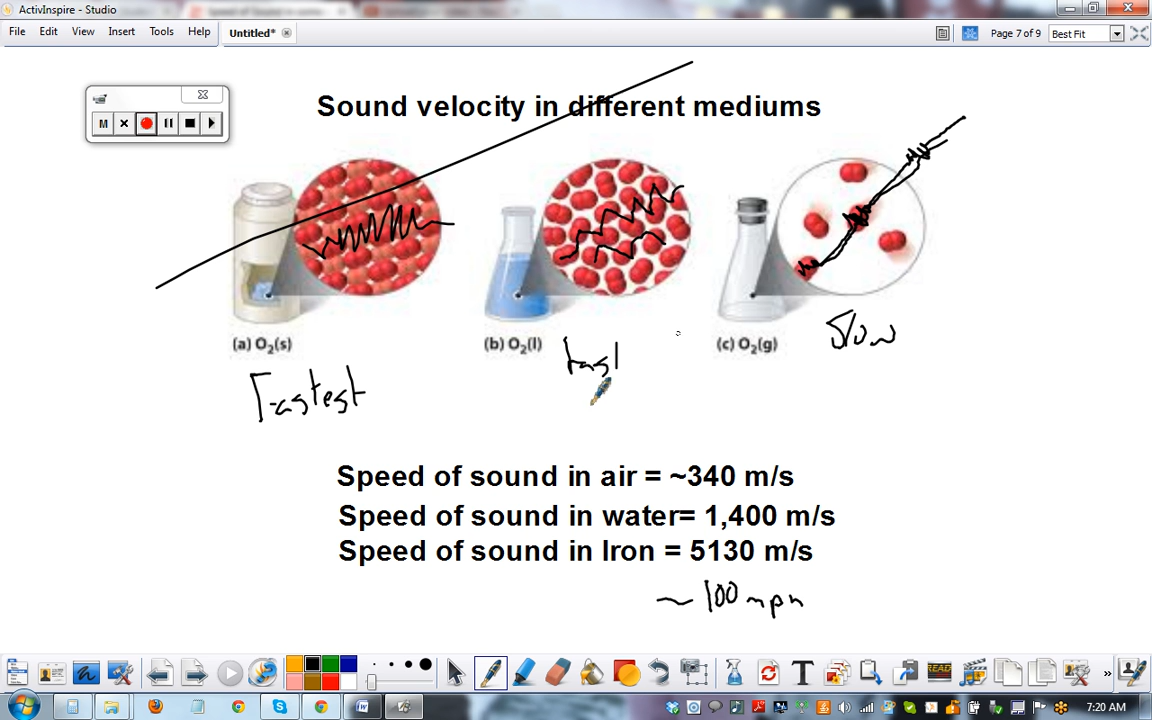 ActivInspire - Studio
File Edit View Insert Tools Help Untitled* Page 7 of 9 Best Fit
M
Sound velocity in different mediums
(a) O₂(s) (b) O₂(l) (c) O₂(g)
Slow
fast
Fastest
Speed of sound in air = ~340 m/s
Speed of sound in water= 1,400 m/s
Speed of sound in Iron = 5130 m/s
~ 100 mph
T READ »
7:20 AM